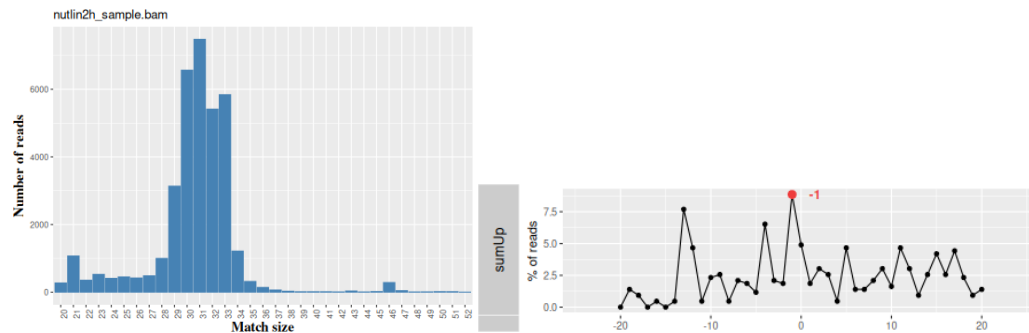 nutlin2h_sample.bam
Number of reads
6000
4000
2000
0
20 21 22 23 24 25 26 27 28 29 30 31 32 33 34 35 36 37 38 39 40 41 42 43 44 45 46 47 48 49 50 51 52
Match size
sumUp
% of reads
7.5
5.0
2.5
0.0
-1
-20 -10 0 10 20